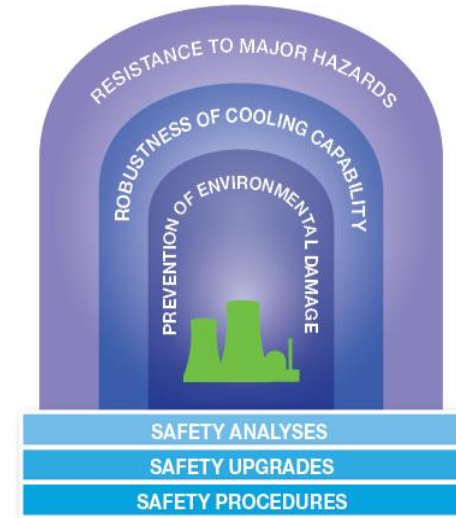 RESISTANCE TO MAJOR HAZARDS
ROBUSTNESS OF COOLING CAPABILITY
PREVENTION OF ENVIRONMENTAL DAMAGE
SAFETY ANALYSES
SAFETY UPGRADES
SAFETY PROCEDURES